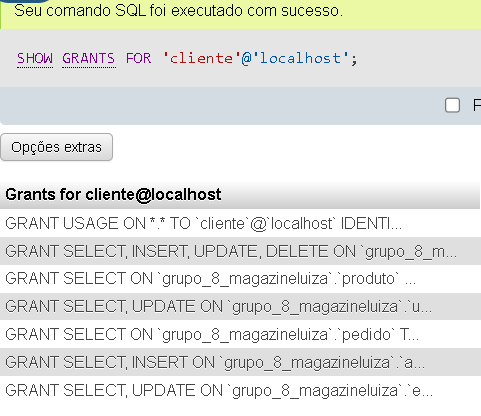 Seu comando SQL foi executado com sucesso.
SHOW GRANTS FOR 'cliente'@'localhost';
Opções extras
Grants for cliente@localhost
GRANT USAGE ON *.* TO `cliente`@`localhost` IDENTI...
GRANT SELECT, INSERT, UPDATE, DELETE ON `grupo_8_m...
GRANT SELECT ON `grupo_8_magazineluiza`.`produto` ...
GRANT SELECT, UPDATE ON `grupo_8_magazineluiza`.`u...
GRANT SELECT ON `grupo_8_magazineluiza`.`pedido` T...
GRANT SELECT, INSERT ON `grupo_8_magazineluiza`.`a...
GRANT SELECT, UPDATE ON `grupo_8_magazineluiza`.`e...